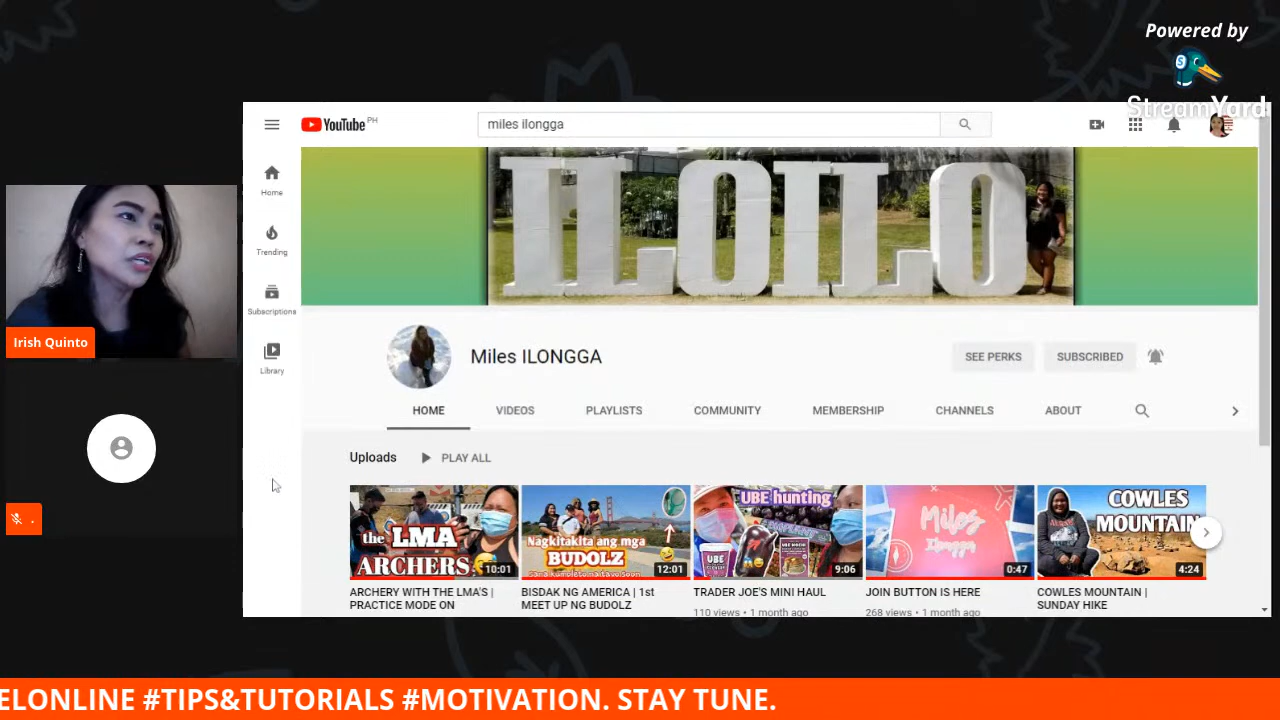 Powered by
StreamYard
YouTube PH
miles ilongga
Home
Trending
Subscriptions
Library
ILOILO
Irish Quinto
.
Miles ILONGGA
SEE PERKS
SUBSCRIBED
HOME
VIDEOS
PLAYLISTS
COMMUNITY
MEMBERSHIP
CHANNELS
ABOUT
Uploads
PLAY ALL
the LMA
ARCHERS
10:01
Nagkitakita ang mga
BUDOLZ
12:01
UBE hunting
9:06
Miles
Ilongga
0:47
COWLES
MOUNTAIN
4:24
ARCHERY WITH THE LMA'S |
PRACTICE MODE ON
BISDAK NG AMERICA | 1st
MEET UP NG BUDOLZ
TRADER JOE'S MINI HAUL
110 views • 1 month ago
JOIN BUTTON IS HERE
268 views • 1 month ago
COWLES MOUNTAIN |
SUNDAY HIKE
ELONLINE #TIPS&TUTORIALS #MOTIVATION. STAY TUNE.